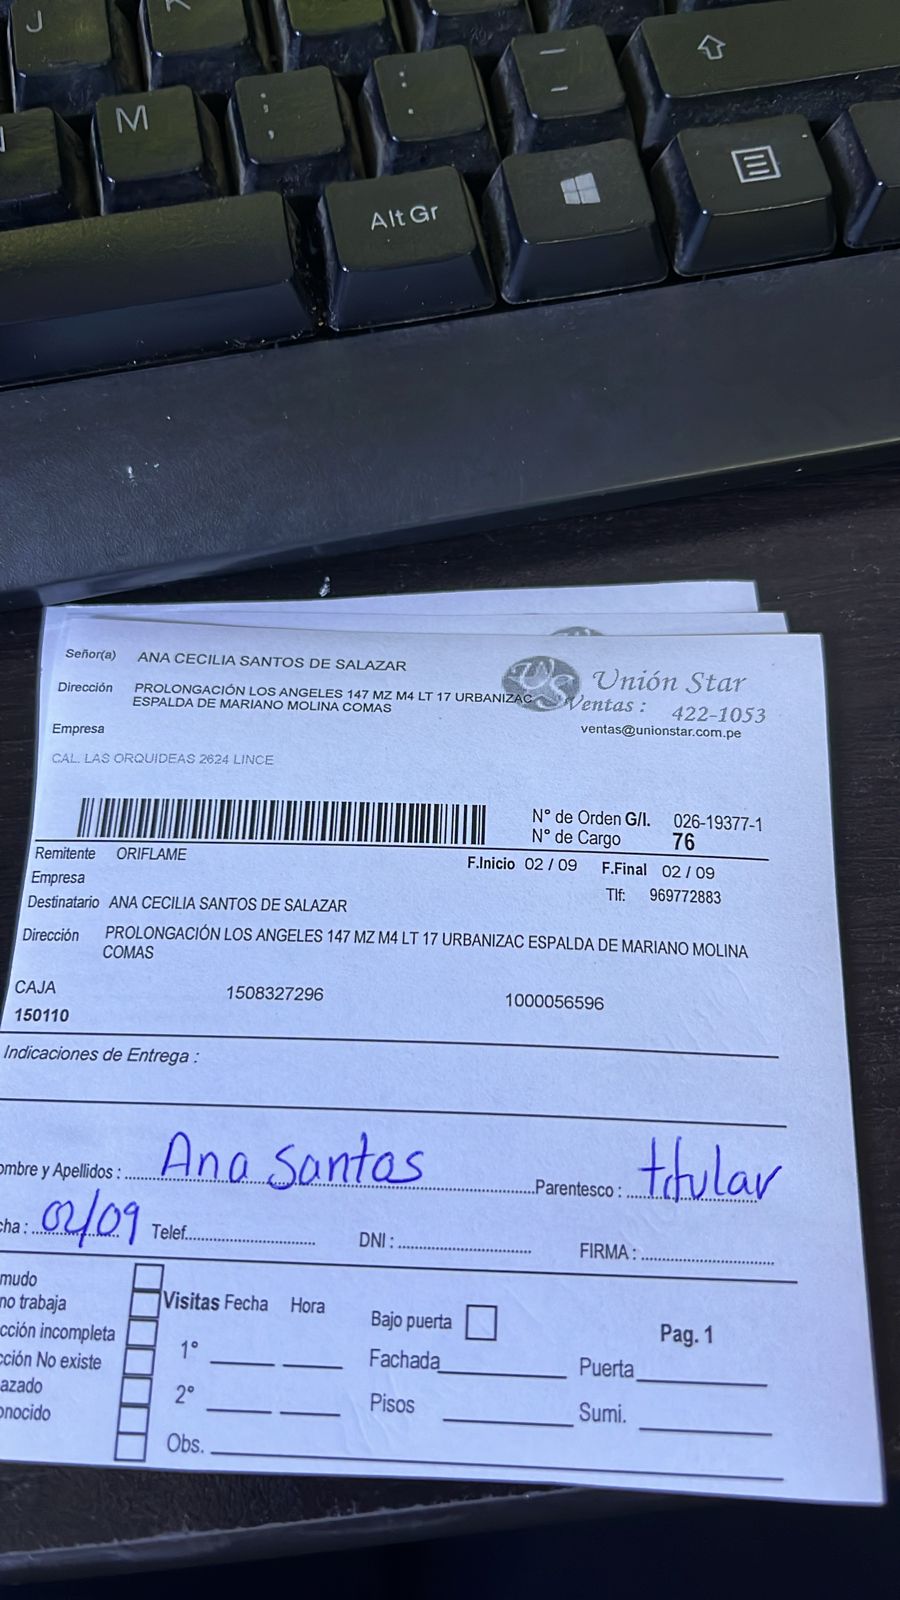 J
K
M
;
,
:
.
_
-
Alt Gr
Señor(a) ANA CECILIA SANTOS DE SALAZAR
Dirección PROLONGACIÓN LOS ANGELES 147 MZ M4 LT 17 URBANIZAC
ESPALDA DE MARIANO MOLINA COMAS
Empresa
CAL. LAS ORQUIDEAS 2624 LINCE
WS Unión Star
Ventas : 422-1053
ventas@unionstar.com.pe
N° de Orden G/I. 026-19377-1
N° de Cargo 76
Remitente ORIFLAME
F.Inicio 02 / 09 F.Final 02 / 09
Empresa
Tlf: 969772883
Destinatario ANA CECILIA SANTOS DE SALAZAR
Dirección PROLONGACIÓN LOS ANGELES 147 MZ M4 LT 17 URBANIZAC ESPALDA DE MARIANO MOLINA
COMAS
CAJA 1508327296 1000056596
150110
Indicaciones de Entrega :
ombre y Apellidos : Ana Santos Parentesco : titular
cha : 02/09 Telef. DNI : FIRMA :
mudo
no trabaja
cción incompleta
cción No existe
azado
onocido
Visitas Fecha Hora
1°
2°
Obs.
Bajo puerta
Pag. 1
Fachada Puerta
Pisos Sumi.